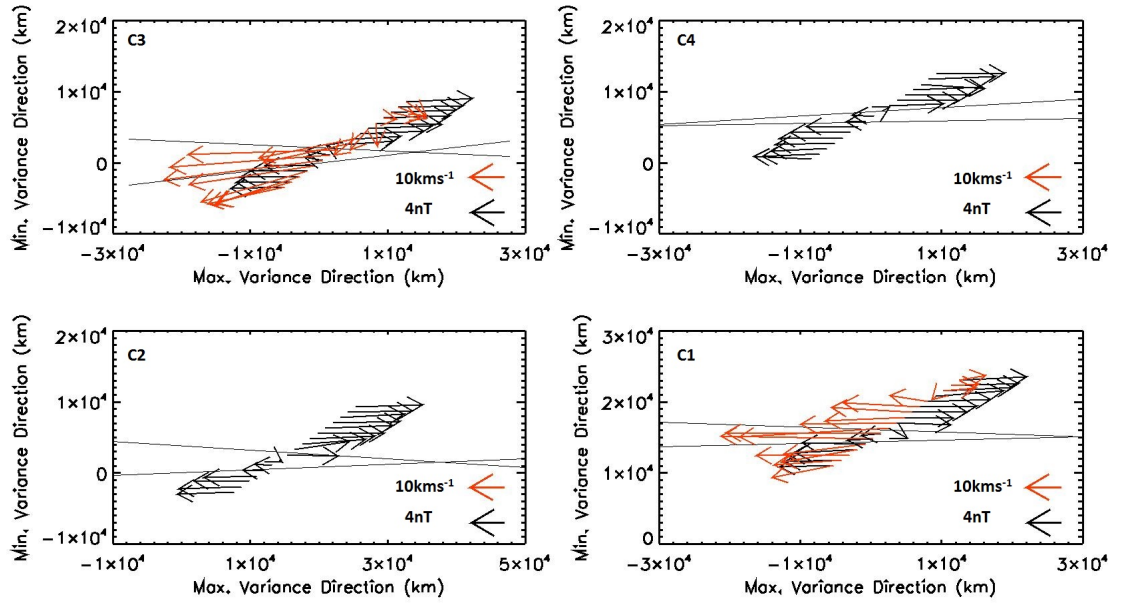 C3
Min. Variance Direction (km)
2×10⁴
1×10⁴
0
−1×10⁴
10kms⁻¹
4nT
−3×10⁴ −1×10⁴ 1×10⁴ 3×10⁴
Max. Variance Direction (km)
C4
Min. Variance Direction (km)
2×10⁴
1×10⁴
0
−1×10⁴
10kms⁻¹
4nT
−3×10⁴ −1×10⁴ 1×10⁴ 3×10⁴
Max. Variance Direction (km)
C2
Min. Variance Direction (km)
2×10⁴
1×10⁴
0
−1×10⁴
10kms⁻¹
4nT
−1×10⁴ 1×10⁴ 3×10⁴ 5×10⁴
Max. Variance Direction (km)
C1
Min. Variance Direction (km)
3×10⁴
2×10⁴
1×10⁴
0
10kms⁻¹
4nT
−3×10⁴ −1×10⁴ 1×10⁴ 3×10⁴
Max. Variance Direction (km)